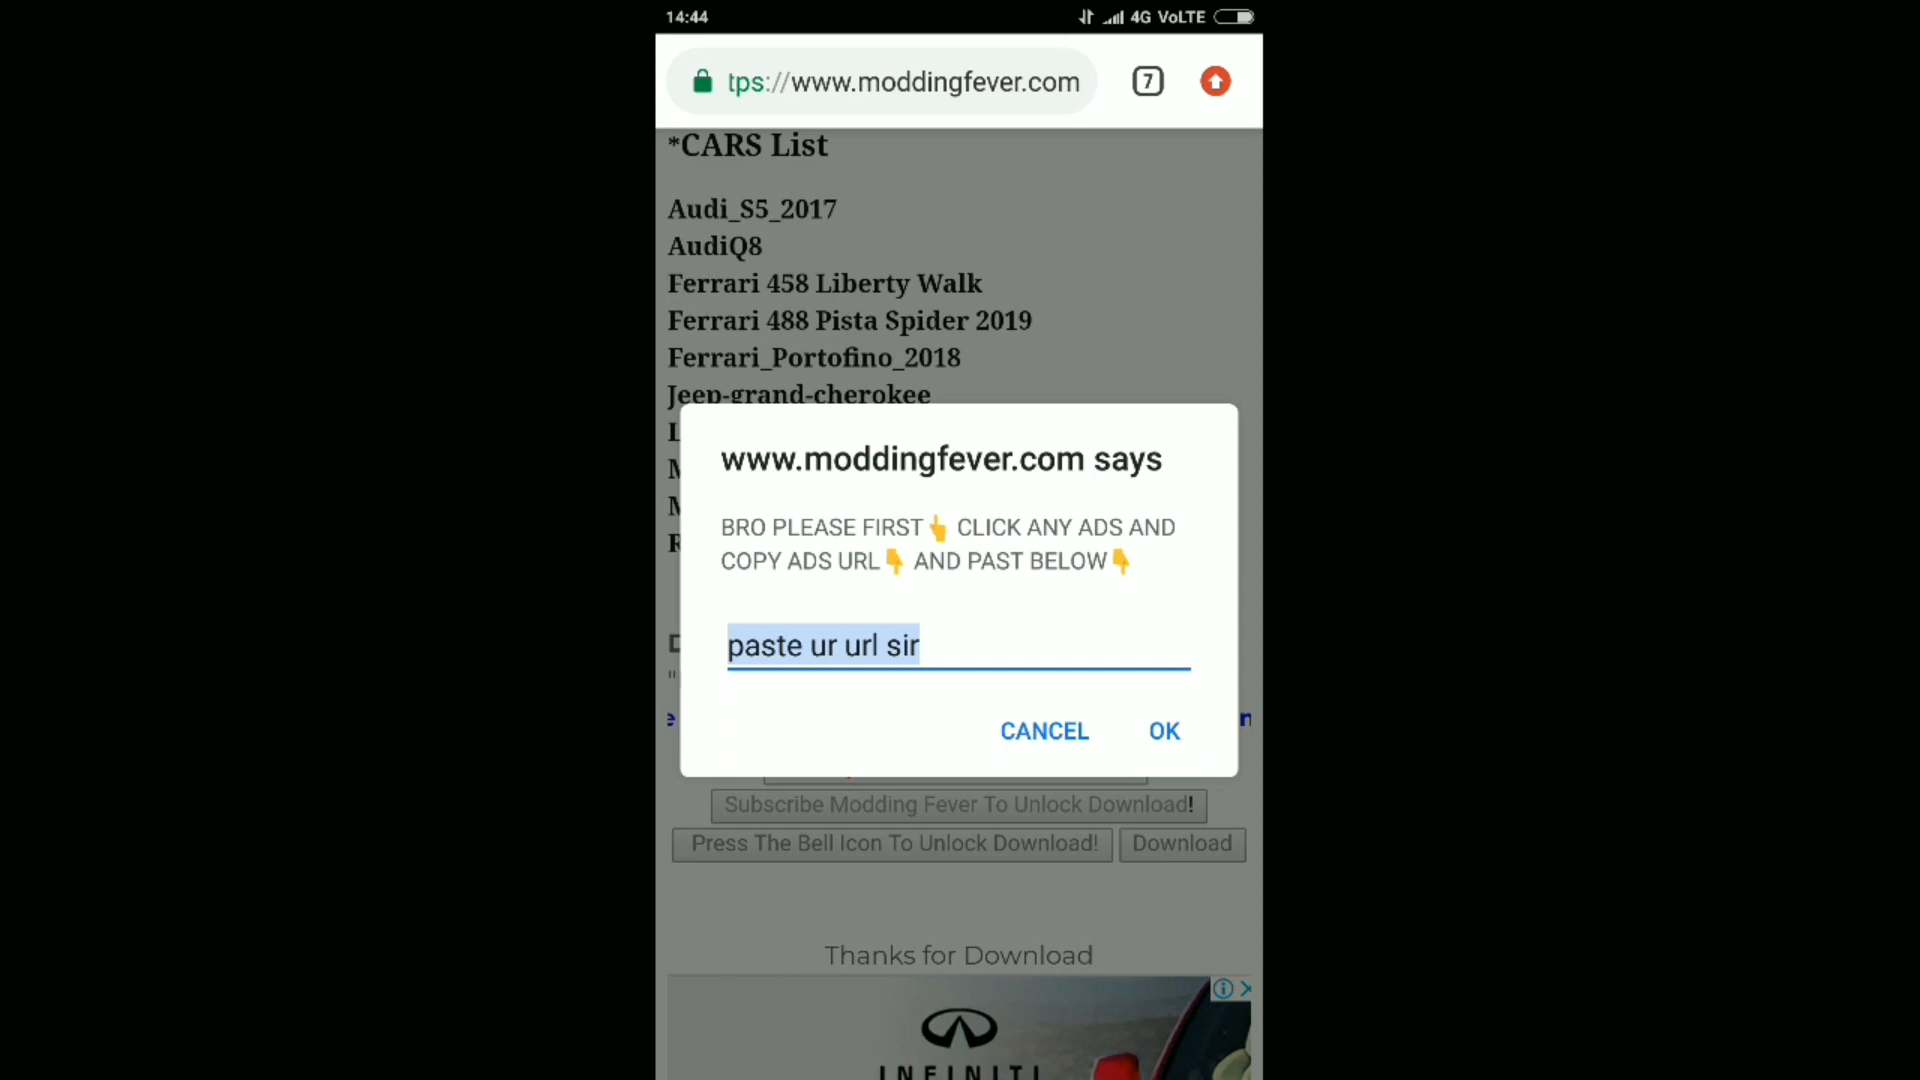 14:44
4G VoLTE
tps://www.moddingfever.com
7
*CARS List
Audi_S5_2017
AudiQ8
Ferrari 458 Liberty Walk
Ferrari 488 Pista Spider 2019
Ferrari_Portofino_2018
Jeep-grand-cherokee
www.moddingfever.com says
BRO PLEASE FIRST👆 CLICK ANY ADS AND
COPY ADS URL👇 AND PAST BELOW👇
paste ur url sir
CANCEL OK
Subscribe Modding Fever To Unlock Download!
Press The Bell Icon To Unlock Download! Download
Thanks for Download
INFINITI